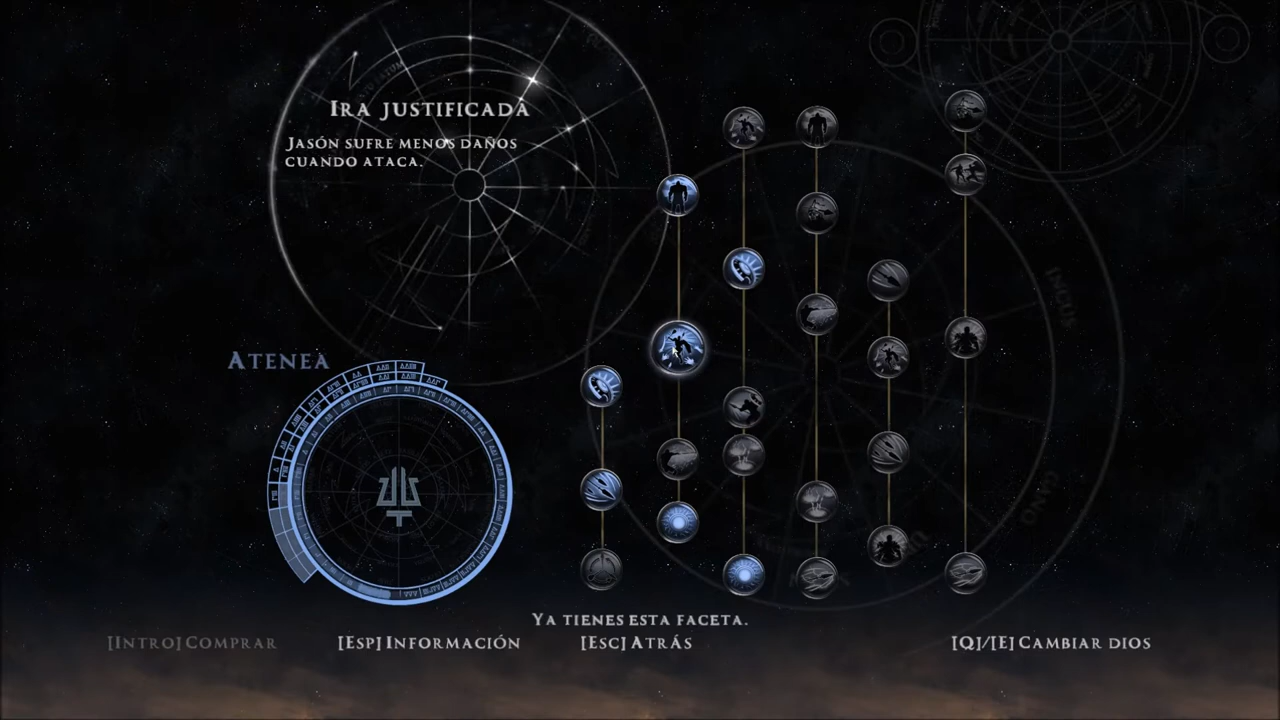 Ira justificada
Jasón sufre menos daños
cuando ataca.
Atenea
Ya tienes esta faceta.
[Intro] Comprar
[Esp] Información
[Esc] Atrás
[Q]/[E] Cambiar dios